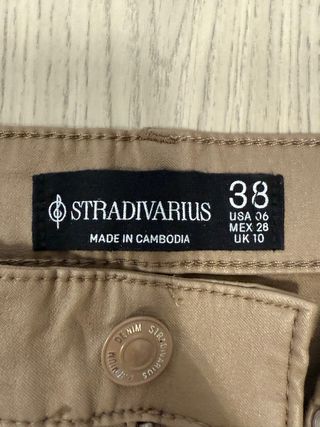 STRADIVARIUS
MADE IN CAMBODIA
38
USA 06
MEX 28
UK 10
DENIM STRADIVARIUS